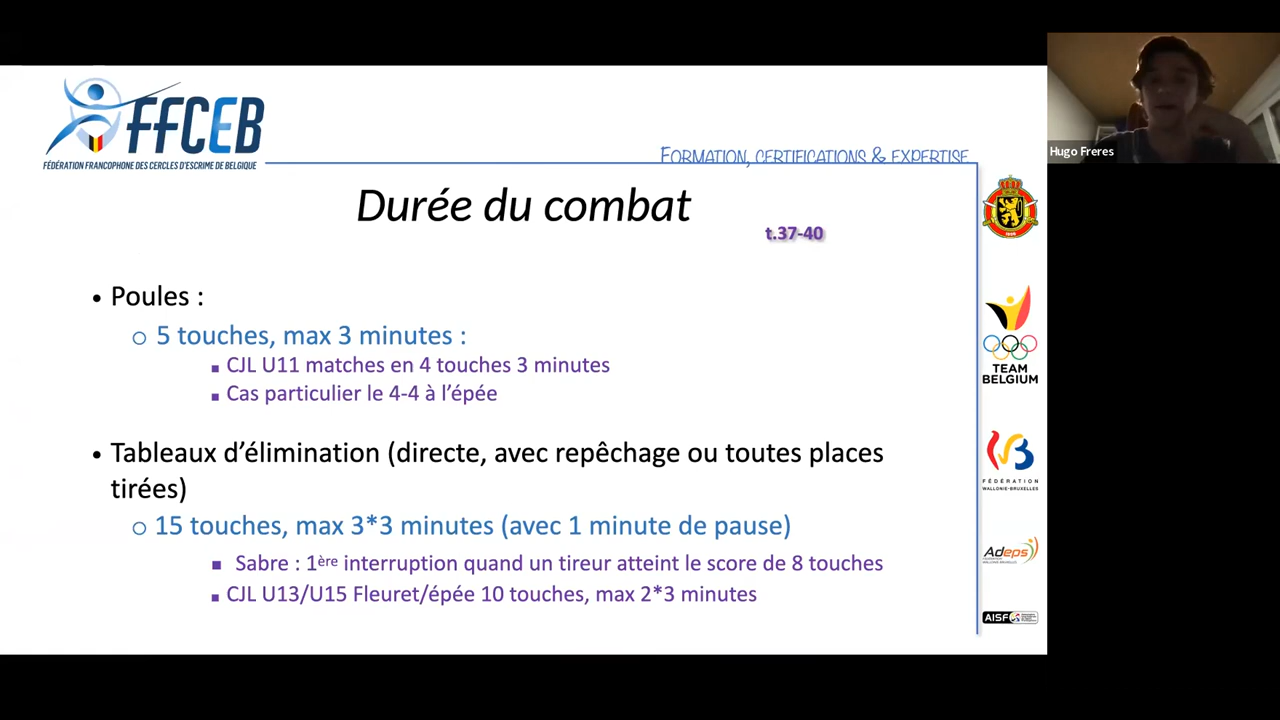 FFCEB
FÉDÉRATION FRANCOPHONE DES CERCLES D'ESCRIME DE BELGIQUE
FORMATION, CERTIFICATIONS & EXPERTISE
Hugo Freres
Durée du combat
t.37-40
• Poules :
o 5 touches, max 3 minutes :
▪ CJL U11 matches en 4 touches 3 minutes
▪ Cas particulier le 4-4 à l'épée
• Tableaux d'élimination (directe, avec repêchage ou toutes places
tirées)
o 15 touches, max 3*3 minutes (avec 1 minute de pause)
▪ Sabre : 1ère interruption quand un tireur atteint le score de 8 touches
▪ CJL U13/U15 Fleuret/épée 10 touches, max 2*3 minutes
TEAM
BELGIUM
FÉDÉRATION
WALLONIE-BRUXELLES
Adeps
AISF